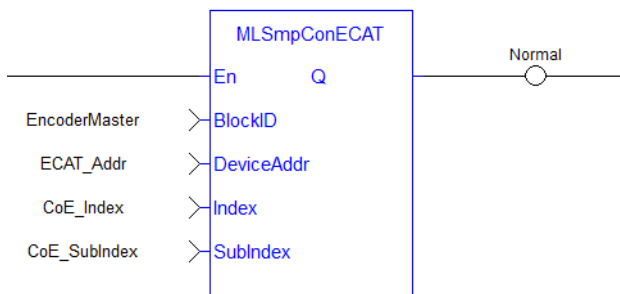 MLSmpConECAT
Normal
En Q
EncoderMaster BlockID
ECAT_Addr DeviceAddr
CoE_Index Index
CoE_SubIndex SubIndex